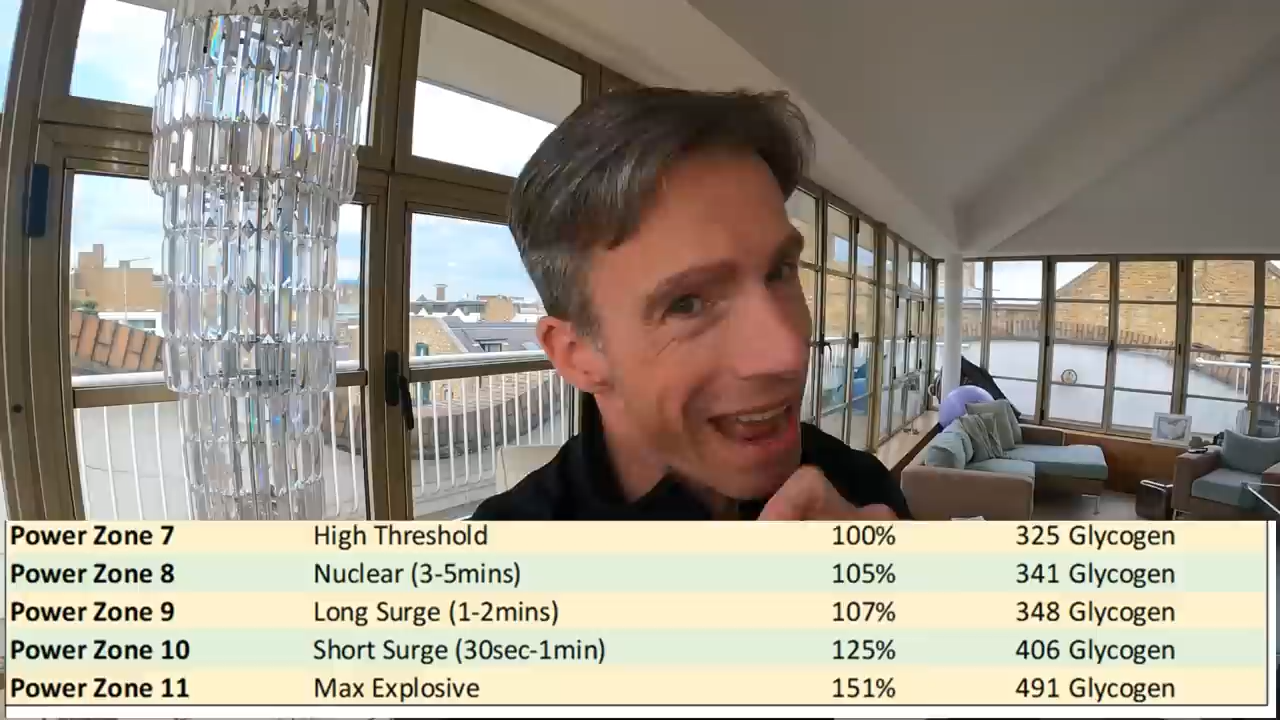 Power Zone 7 High Threshold 100% 325 Glycogen
Power Zone 8 Nuclear (3-5mins) 105% 341 Glycogen
Power Zone 9 Long Surge (1-2mins) 107% 348 Glycogen
Power Zone 10 Short Surge (30sec-1min) 125% 406 Glycogen
Power Zone 11 Max Explosive 151% 491 Glycogen